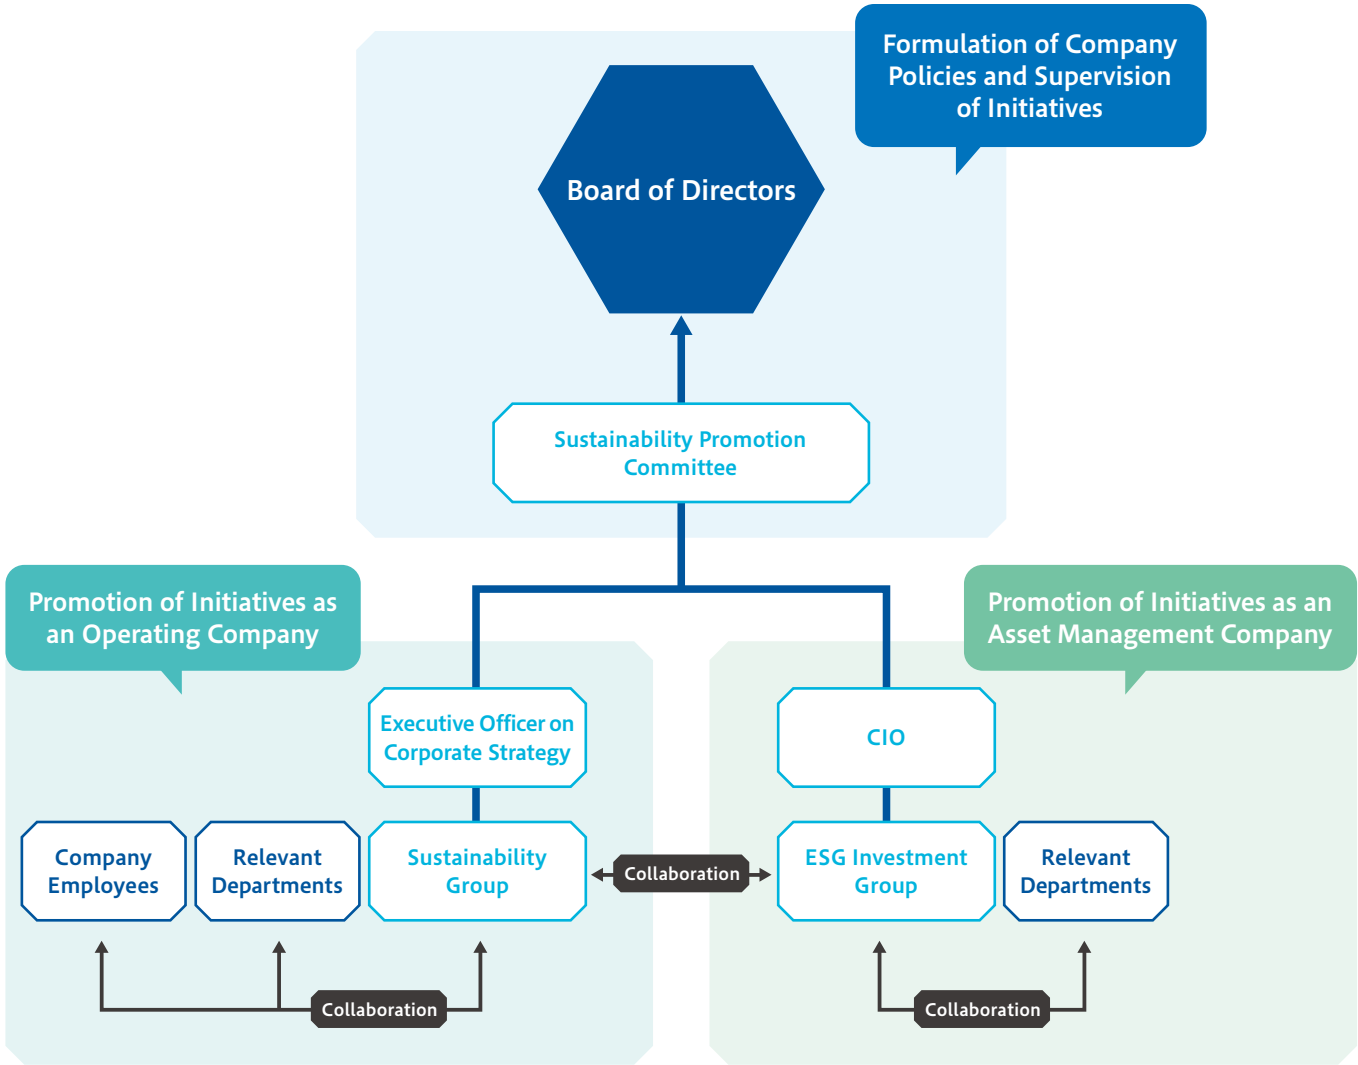 Formulation of Company
Policies and Supervision
of Initiatives
Board of Directors
Sustainability Promotion
Committee
Promotion of Initiatives as
an Operating Company
Promotion of Initiatives as an
Asset Management Company
Executive Officer on
Corporate Strategy
CIO
Company
Employees
Relevant
Departments
Sustainability
Group
Collaboration
ESG Investment
Group
Relevant
Departments
Collaboration
Collaboration